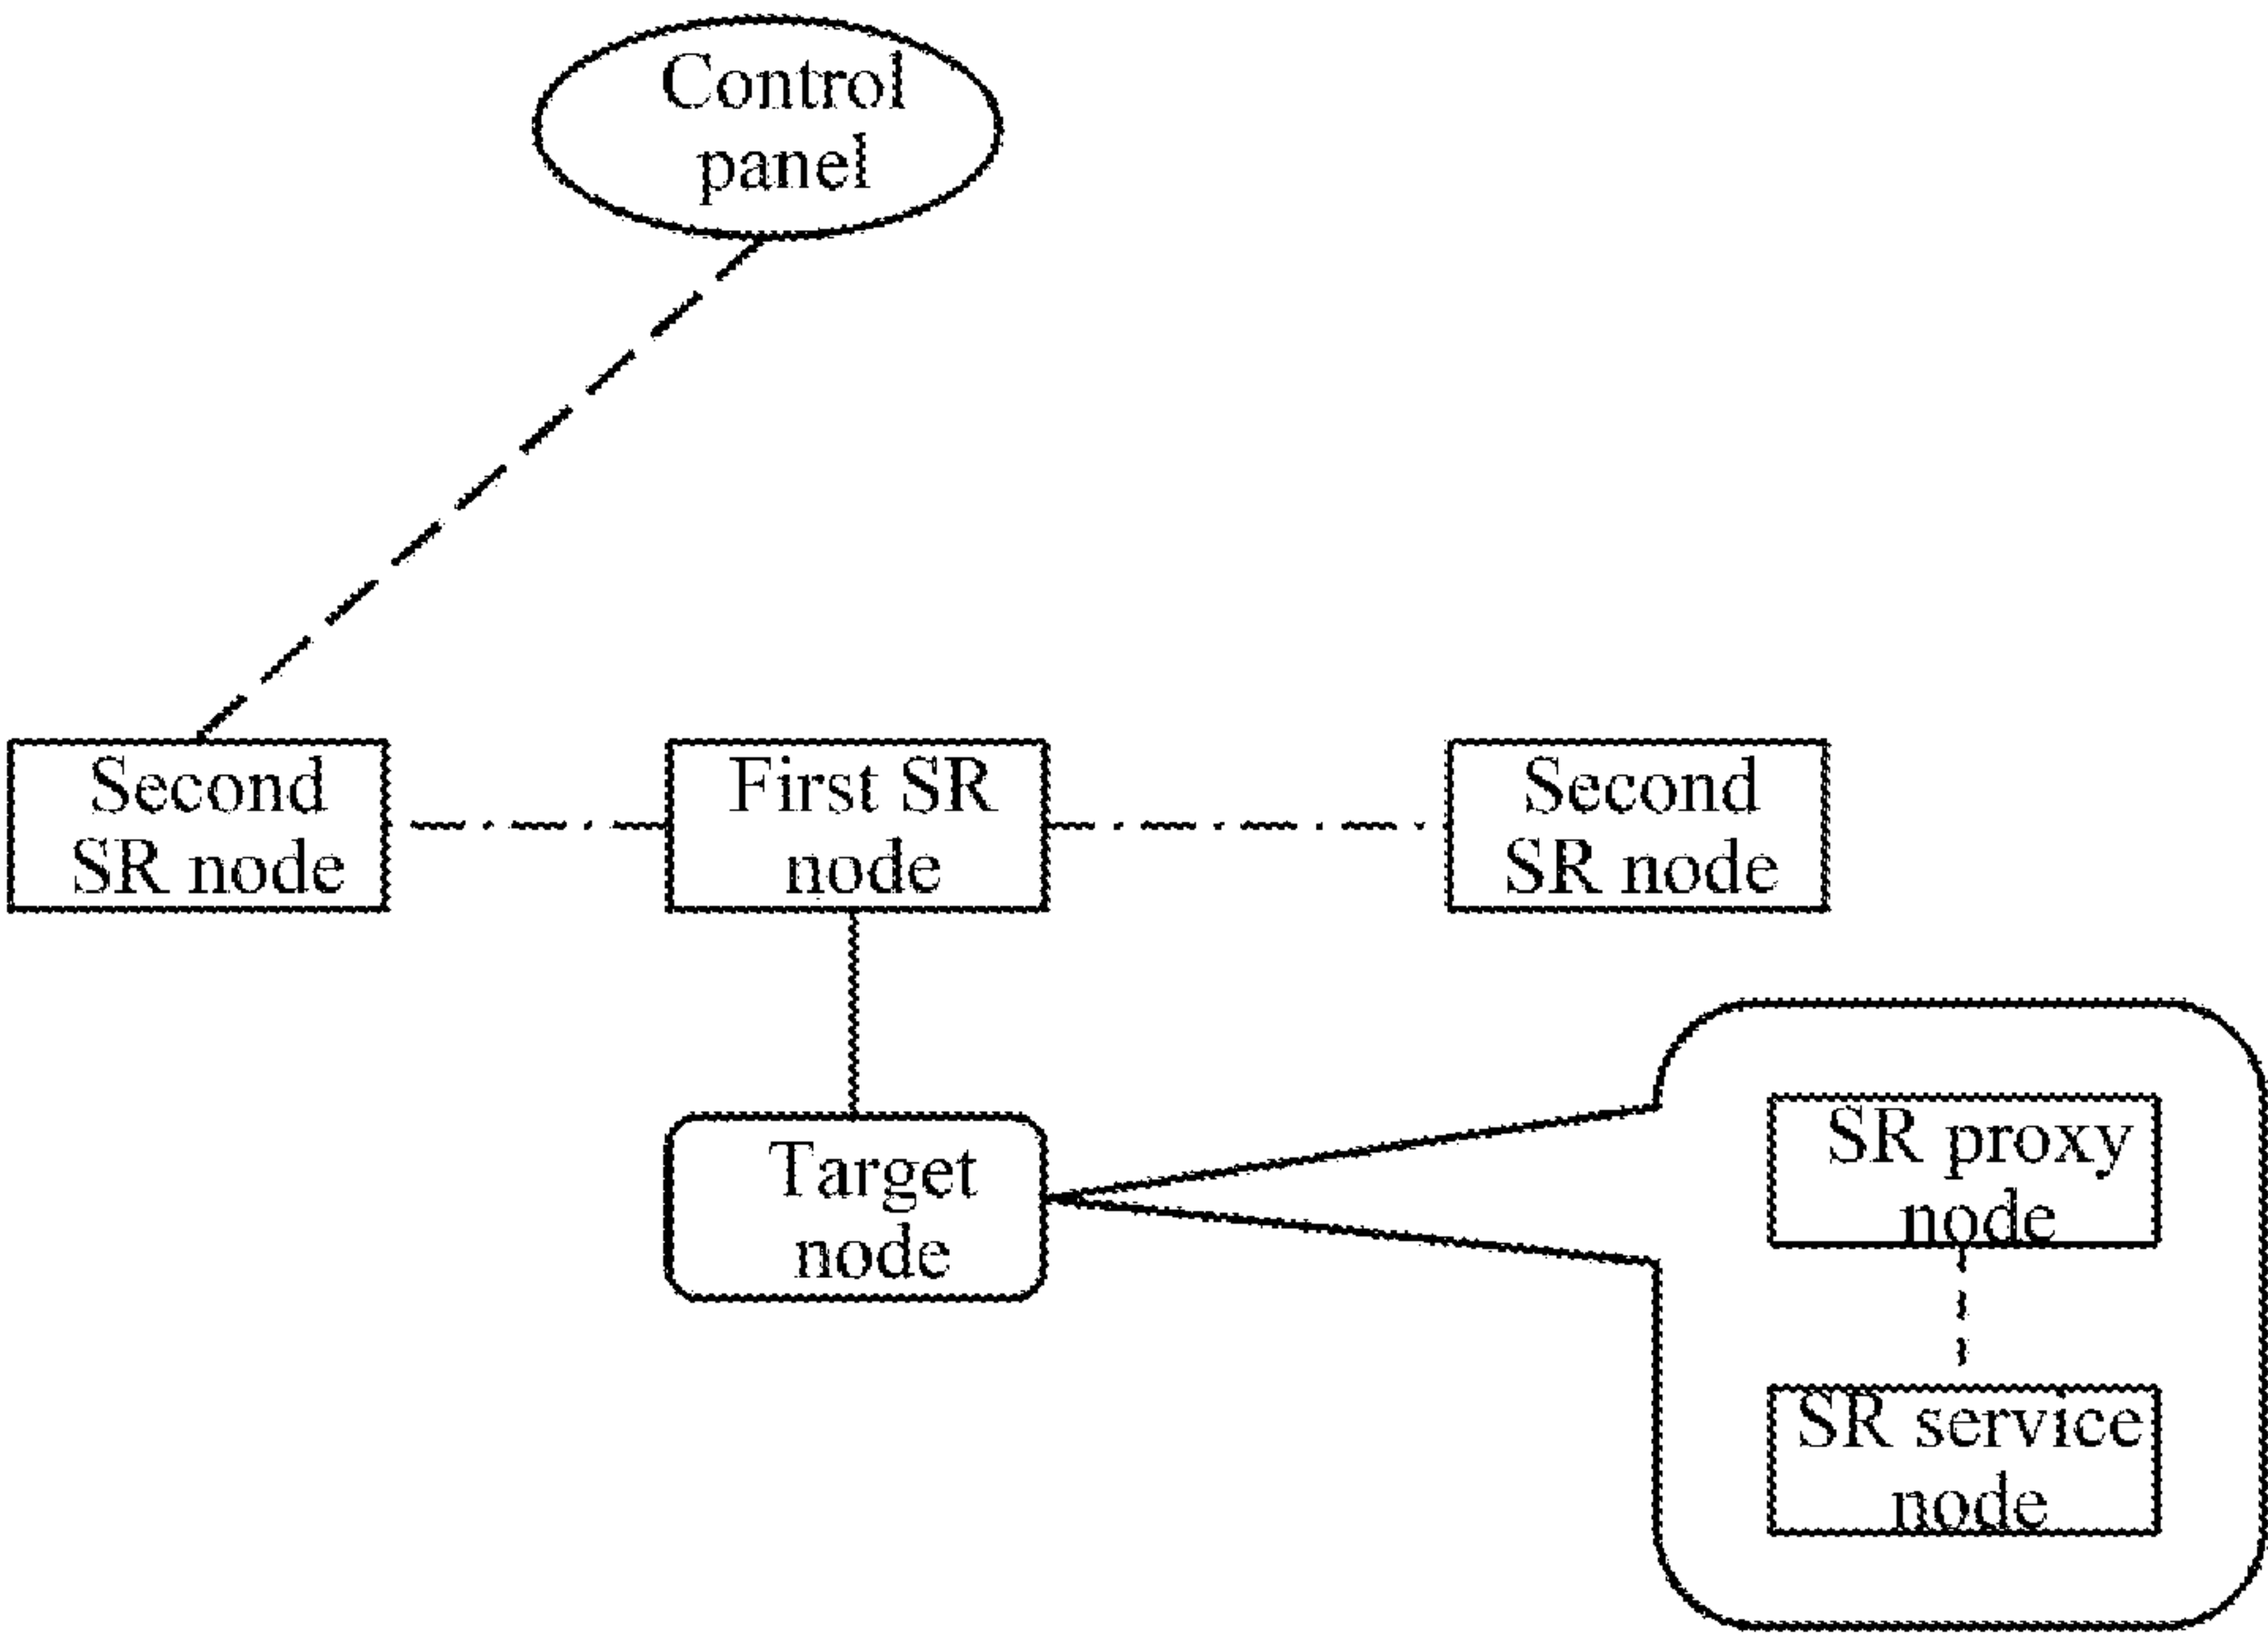 Control
panel
Second
SR node
First SR
node
Second
SR node
Target
node
SR proxy
node
SR service
node